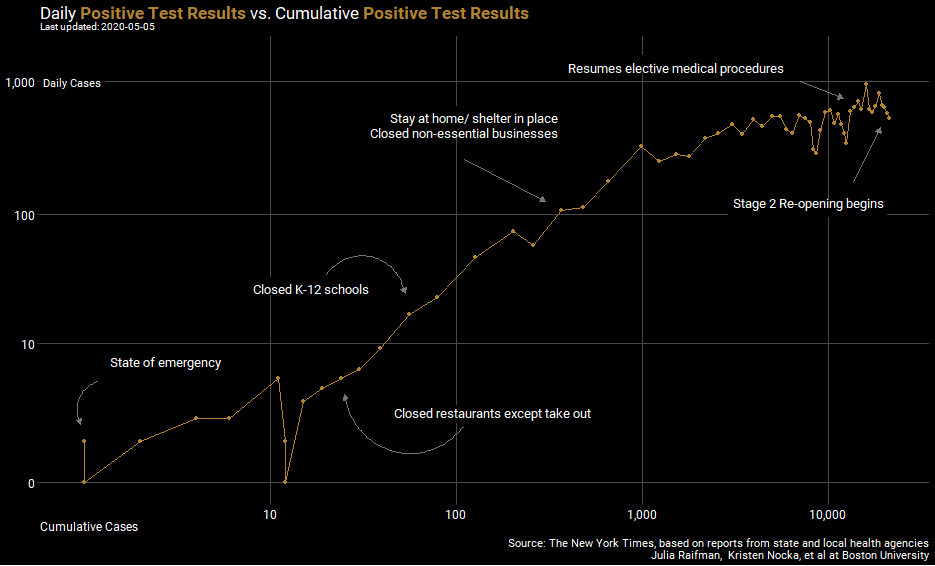 Daily Positive Test Results vs. Cumulative Positive Test Results
Last updated: 2020-05-05
Resumes elective medical procedures
1,000
Daily Cases
Stay at home/ shelter in place
Closed non-essential businesses
Stage 2 Re-opening begins
100
Closed K-12 schools
10
State of emergency
Closed restaurants except take out
0
10
100
1,000
10,000
Cumulative Cases
Source: The New York Times, based on reports from state and local health agencies
Julia Raifman, Kristen Nocka, et al at Boston University